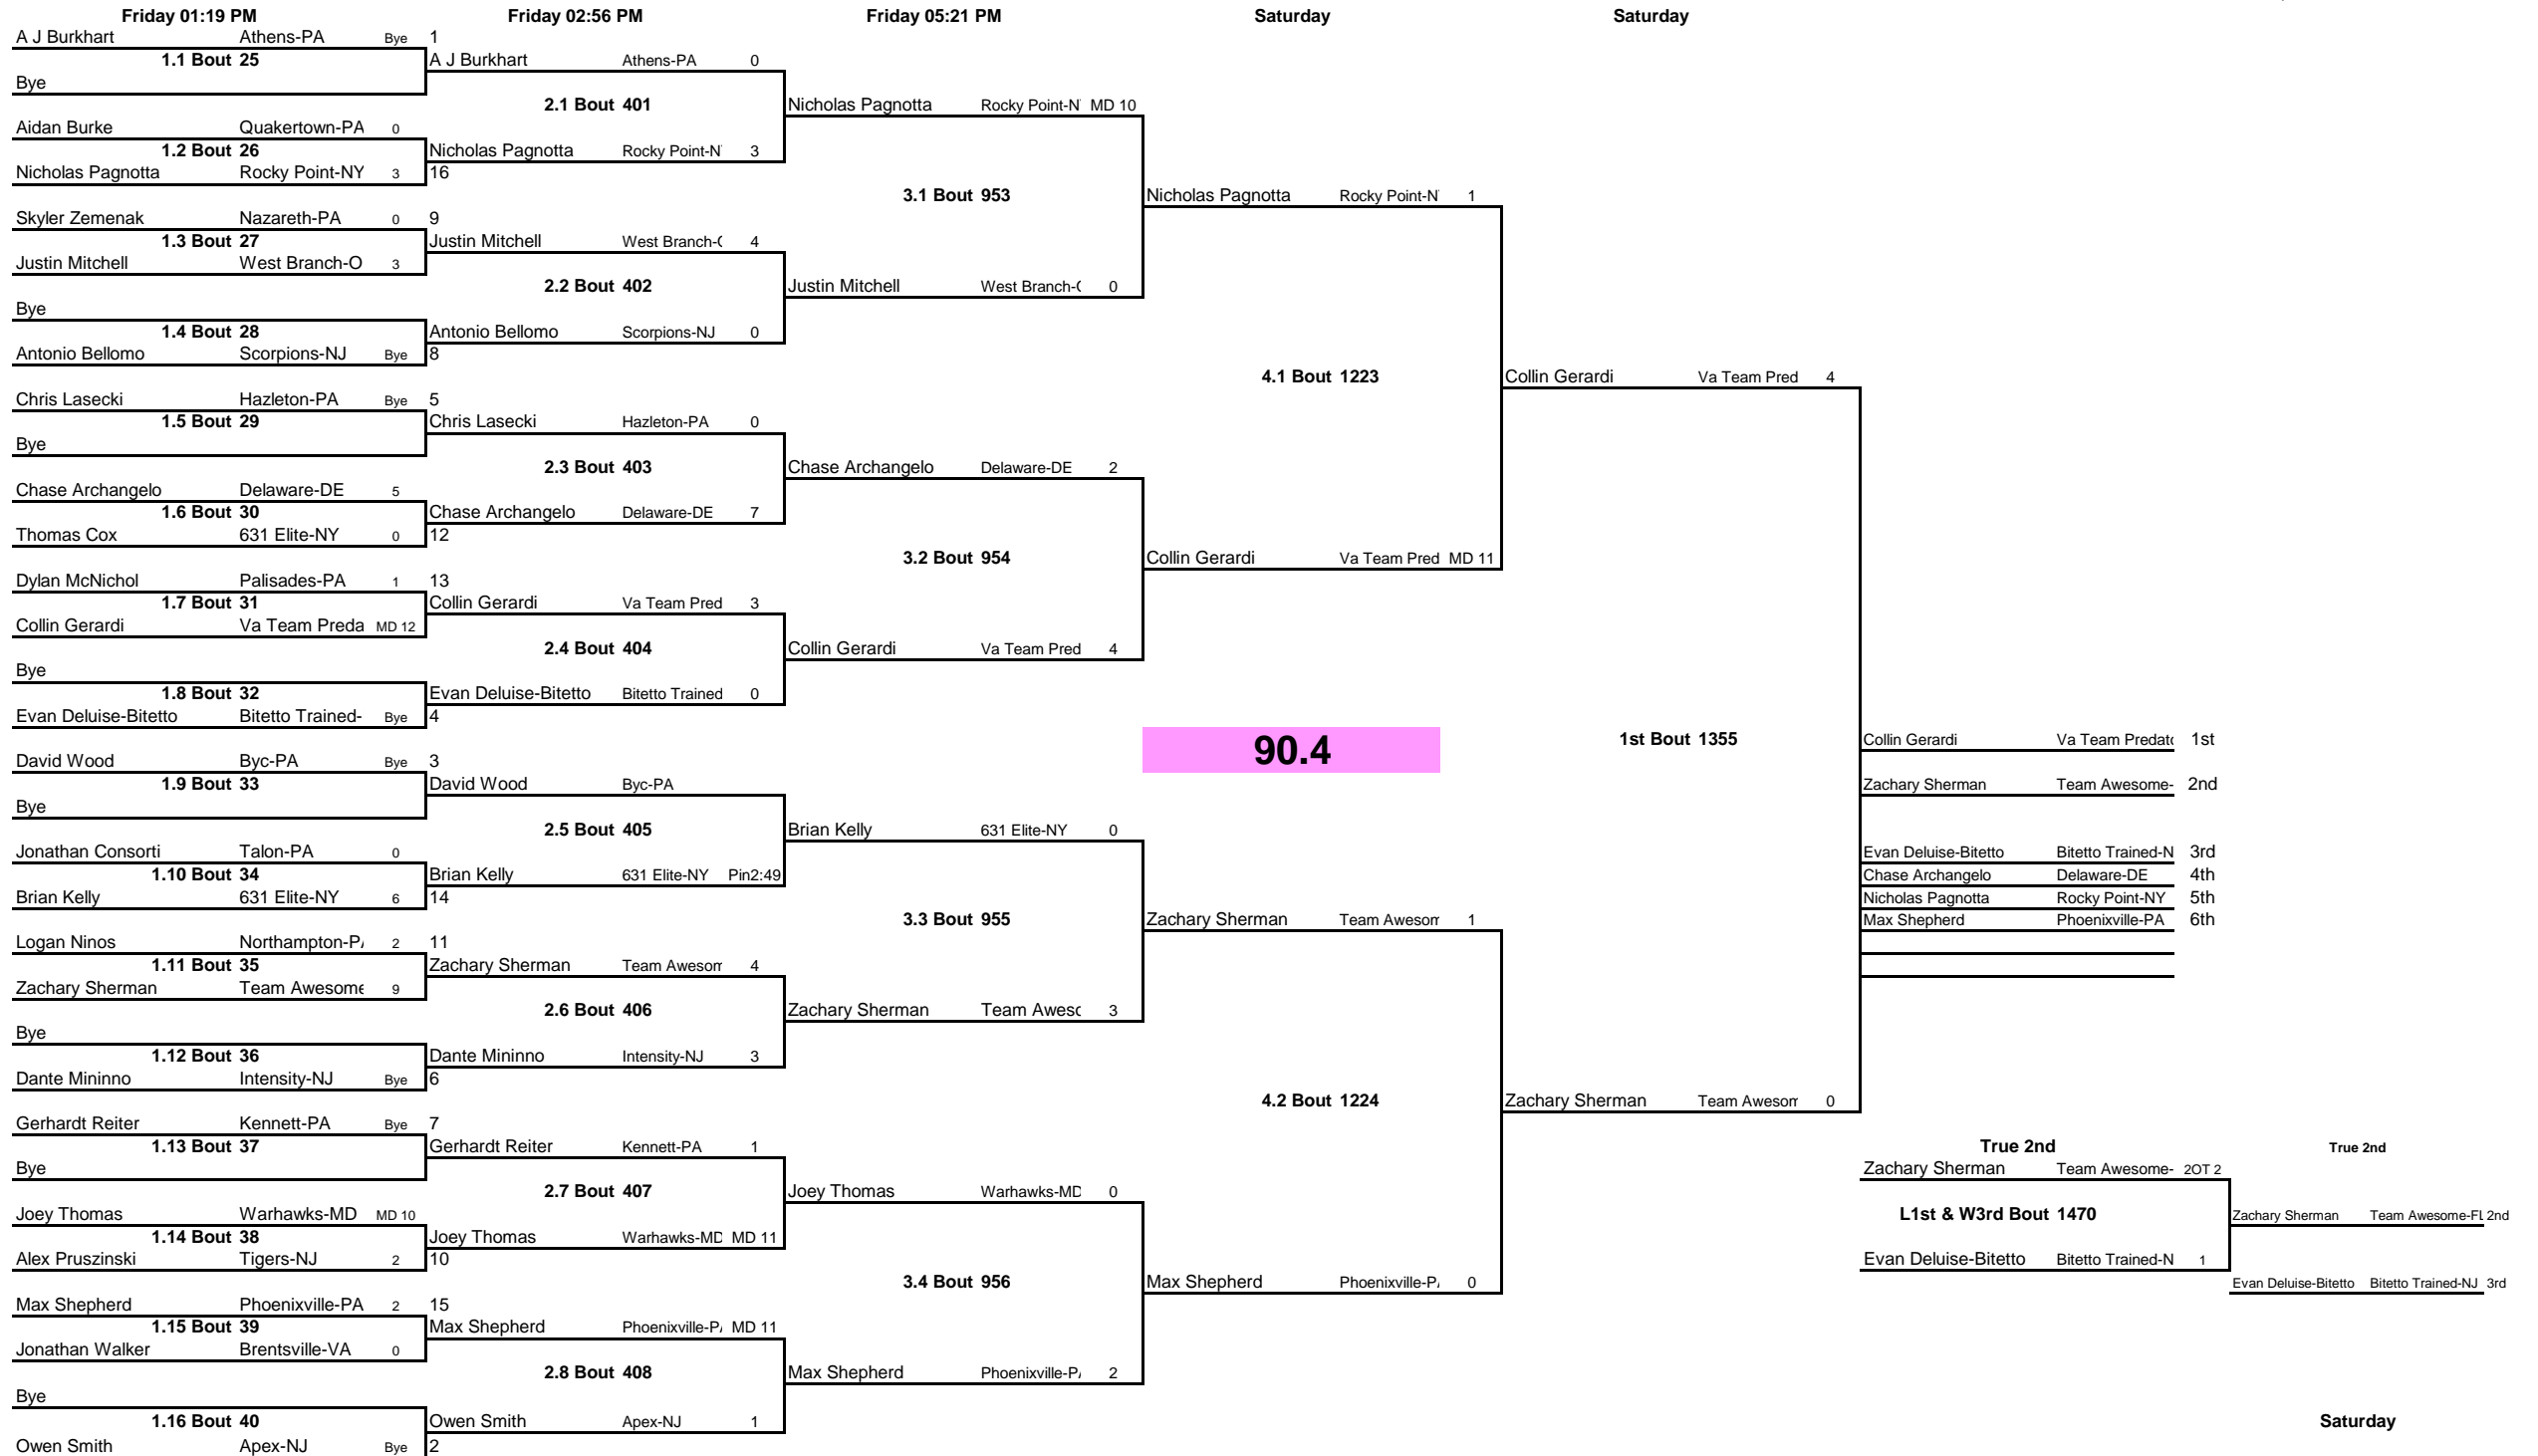 Friday 01:19 PM Friday 02:56 PM Friday 05:21 PM Saturday Saturday
A J Burkhart Athens-PA Bye 1
1.1 Bout 25 A J Burkhart Athens-PA 0
Bye
2.1 Bout 401 Nicholas Pagnotta Rocky Point-N MD 10
Aidan Burke Quakertown-PA 0
1.2 Bout 26 Nicholas Pagnotta Rocky Point-N 3
Nicholas Pagnotta Rocky Point-NY 3 16
3.1 Bout 953 Nicholas Pagnotta Rocky Point-N 1
Skyler Zemenak Nazareth-PA 0 9
1.3 Bout 27 Justin Mitchell West Branch-( 4
Justin Mitchell West Branch-O 3
2.2 Bout 402 Justin Mitchell West Branch-( 0
Bye
1.4 Bout 28 Antonio Bellomo Scorpions-NJ 0
Antonio Bellomo Scorpions-NJ Bye 8
4.1 Bout 1223 Collin Gerardi Va Team Pred 4
Chris Lasecki Hazleton-PA Bye 5
1.5 Bout 29 Chris Lasecki Hazleton-PA 0
Bye
2.3 Bout 403 Chase Archangelo Delaware-DE 2
Chase Archangelo Delaware-DE 5
1.6 Bout 30 Chase Archangelo Delaware-DE 7
Thomas Cox 631 Elite-NY 0 12
3.2 Bout 954 Collin Gerardi Va Team Pred MD 11
Dylan McNichol Palisades-PA 1 13
1.7 Bout 31 Collin Gerardi Va Team Pred 3
Collin Gerardi Va Team Preda MD 12
2.4 Bout 404 Collin Gerardi Va Team Pred 4
Bye
1.8 Bout 32 Evan Deluise-Bitetto Bitetto Trained 0
Evan Deluise-Bitetto Bitetto Trained- Bye 4
90.4 1st Bout 1355 Collin Gerardi Va Team Predato 1st
David Wood Byc-PA Bye 3
1.9 Bout 33 David Wood Byc-PA Zachary Sherman Team Awesome- 2nd
Bye
2.5 Bout 405 Brian Kelly 631 Elite-NY 0
Jonathan Consorti Talon-PA 0 Evan Deluise-Bitetto Bitetto Trained-N 3rd
1.10 Bout 34 Brian Kelly 631 Elite-NY Pin2:49 Chase Archangelo Delaware-DE 4th
Brian Kelly 631 Elite-NY 6 14 Nicholas Pagnotta Rocky Point-NY 5th
3.3 Bout 955 Zachary Sherman Team Awesom 1 Max Shepherd Phoenixville-PA 6th
Logan Ninos Northampton-PA 2 11
1.11 Bout 35 Zachary Sherman Team Awesom 4
Zachary Sherman Team Awesome 9
2.6 Bout 406 Zachary Sherman Team Aweso 3
Bye
1.12 Bout 36 Dante Mininno Intensity-NJ 3
Dante Mininno Intensity-NJ Bye 6
4.2 Bout 1224 Zachary Sherman Team Awesom 0
Gerhardt Reiter Kennett-PA Bye 7
1.13 Bout 37 Gerhardt Reiter Kennett-PA 1 True 2nd True 2nd
Bye Zachary Sherman Team Awesome- 2OT 2
2.7 Bout 407 Joey Thomas Warhawks-MD 0
Joey Thomas Warhawks-MD MD 10 L1st & W3rd Bout 1470 Zachary Sherman Team Awesome-FL 2nd
1.14 Bout 38 Joey Thomas Warhawks-MD MD 11
Alex Pruszinski Tigers-NJ 2 10 Evan Deluise-Bitetto Bitetto Trained-N 1
3.4 Bout 956 Max Shepherd Phoenixville-PA 0 Evan Deluise-Bitetto Bitetto Trained-NJ 3rd
Max Shepherd Phoenixville-PA 2 15
1.15 Bout 39 Max Shepherd Phoenixville-PA MD 11
Jonathan Walker Brentsville-VA 0
2.8 Bout 408 Max Shepherd Phoenixville-PA 2
Bye
1.16 Bout 40 Owen Smith Apex-NJ 1 Saturday
Owen Smith Apex-NJ Bye 2